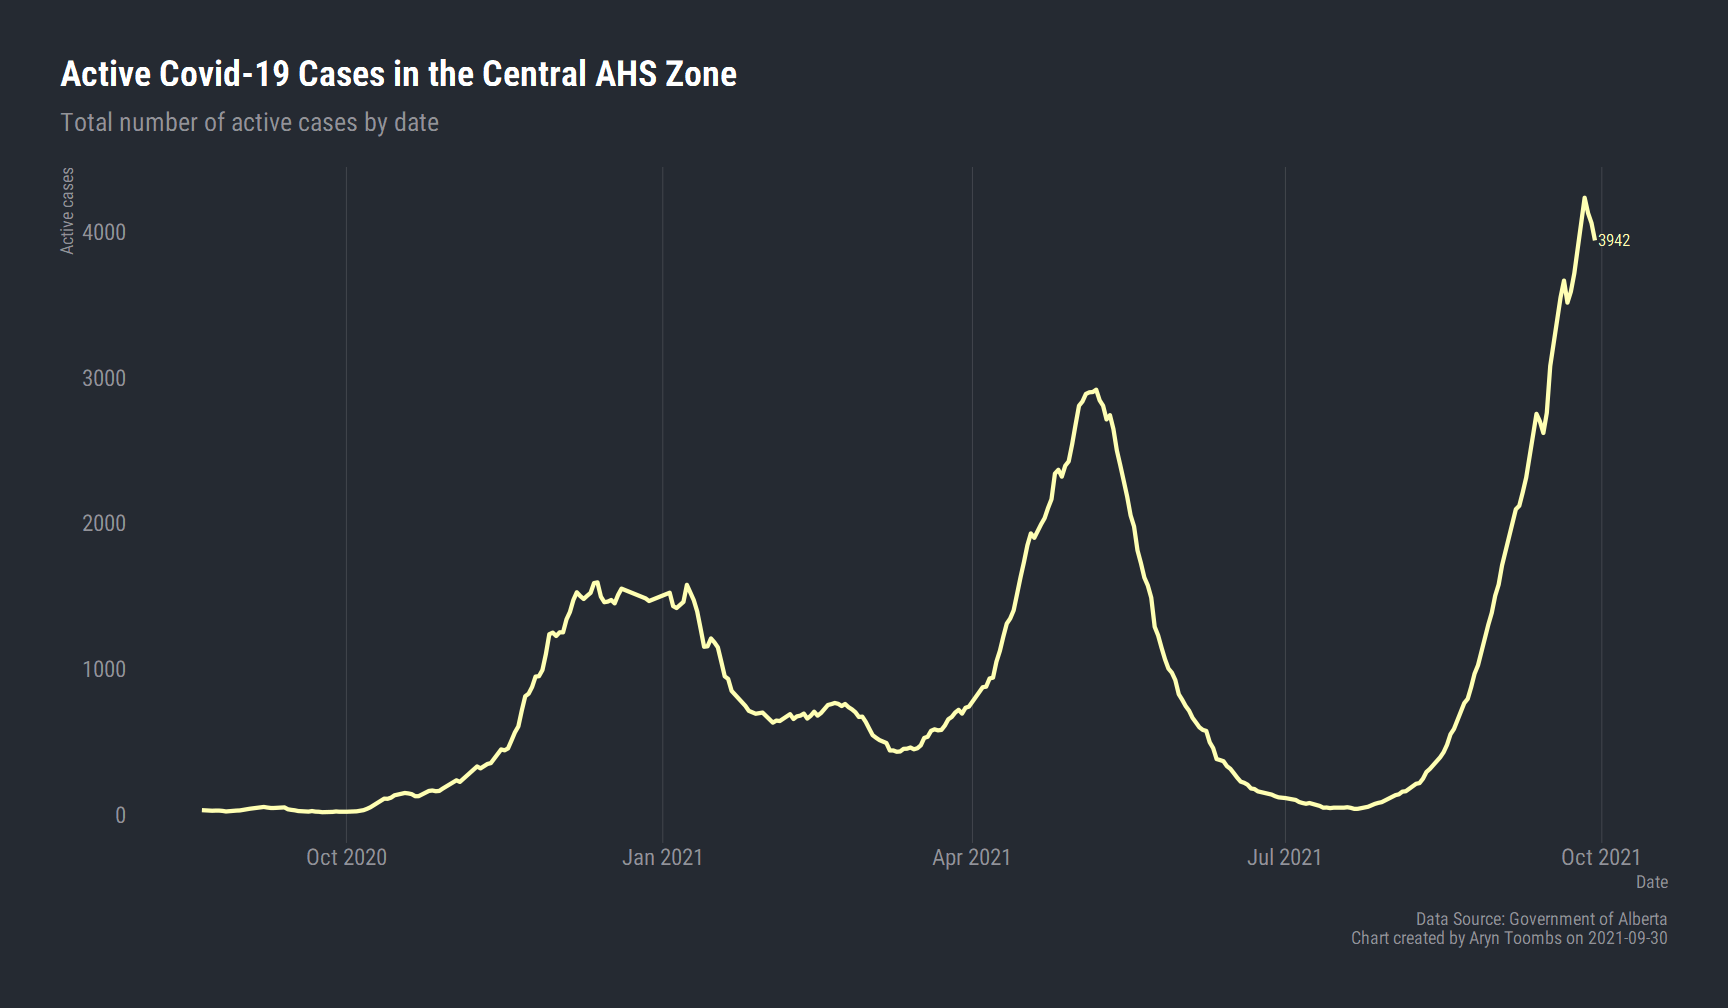 Active Covid-19 Cases in the Central AHS Zone
Total number of active cases by date
Active cases
4000
3000
2000
1000
0
3942
Oct 2020
Jan 2021
Apr 2021
Jul 2021
Oct 2021
Date
Data Source: Government of Alberta
Chart created by Aryn Toombs on 2021-09-30